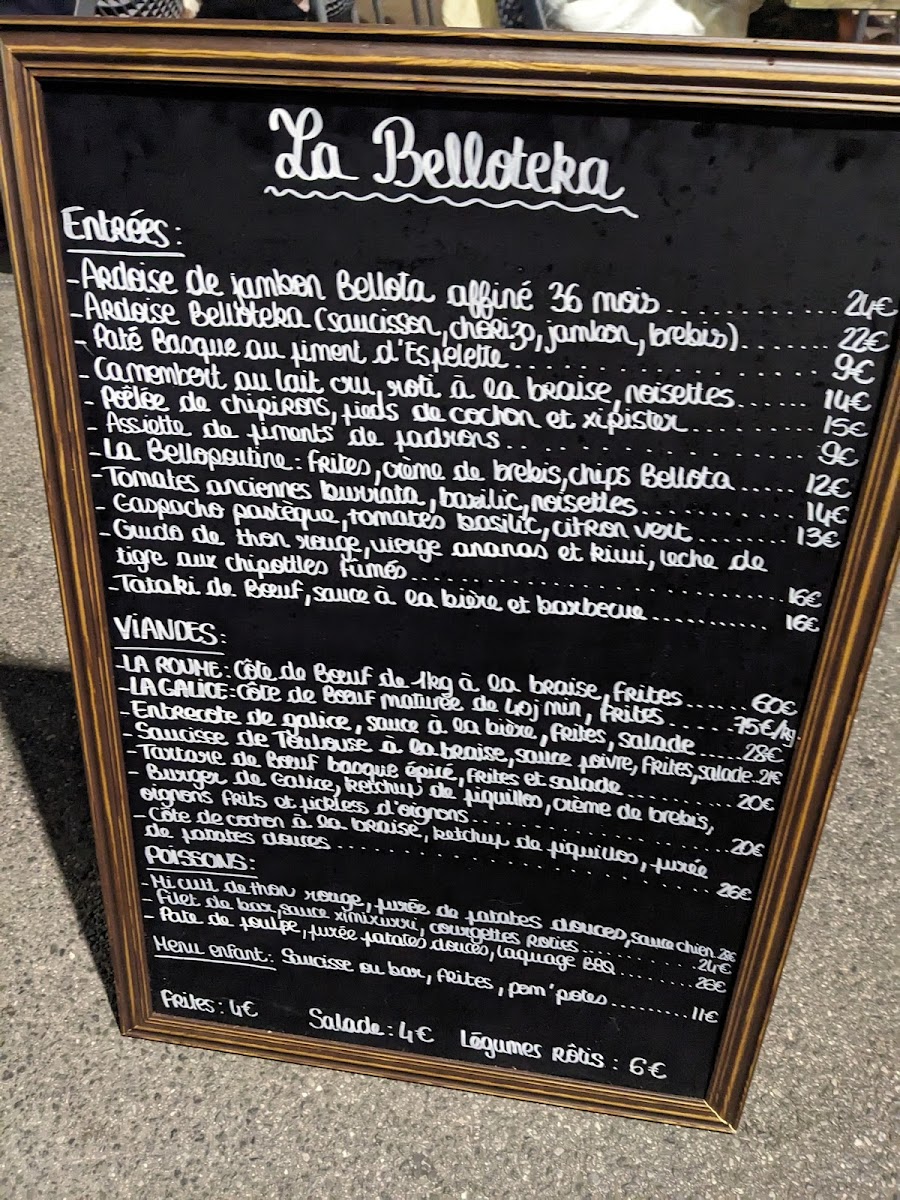 La Belloteka
Entrées :
- Ardoise de jambon Bellota affiné 36 mois .................. 24€
- Ardoise Belloteka (saucisson, chorizo, jambon, brebis) ........ 22€
- Paté Basque au piment d'Espelette .................. 9€
- Camembert au lait cru, roti à la braise, noisettes ....... 14€
- Poêlée de chipirons, pieds de cochon et xipister .......... 15€
- Assiette de piments de padrons .................. 9€
- La Bellopoutine : frites, crème de brebis, chips Bellota ...... 12€
- Tomates anciennes burrata, basilic, noisettes .............. 14€
- Gaspacho pastèque, tomates basilic, citron vert ......... 13€
- Guido de thon rouge, vierge ananas et kiwi, leche de
tigre aux chipottles fumés .................. 16€
- Tataki de Bœuf, sauce à la bière et barbecue ........... 16€
VIANDES :
- LA ROUHE : Côte de Bœuf de 1kg à la braise, frites ...... 60€
- LA GALICE : Côte de Bœuf maturée de 40j min, frites ...... 75€/kg
- Entrecote de galice, sauce à la bière, frites, salade .... 28€
- Saucisse de Toulouse à la braise, sauce poivre, frites, salade . 21€
- Tartare de Bœuf basque épicé, frites et salade ........... 20€
- Burger de Galice, ketchup de piquillos, crème de brebis,
oignons frits et pickless d'oignons .................. 20€
- Côte de cochon à la braise, ketchup de piquillos, purée
de patates douces .................. 26€
POISSONS :
- Mi cuit de thon rouge, purée de patates douces, sauce chien . 28€
- Filet de bar, sauce ximixurri, courgettes roties ........... 24€
- Pate de poulpe, purée patates douces, laquage BBQ ......... 26€
Menu enfant : Saucisse ou bar, frites, pom'potes ......... 11€
Frites : 4€ Salade : 4€ Légumes rôtis : 6€